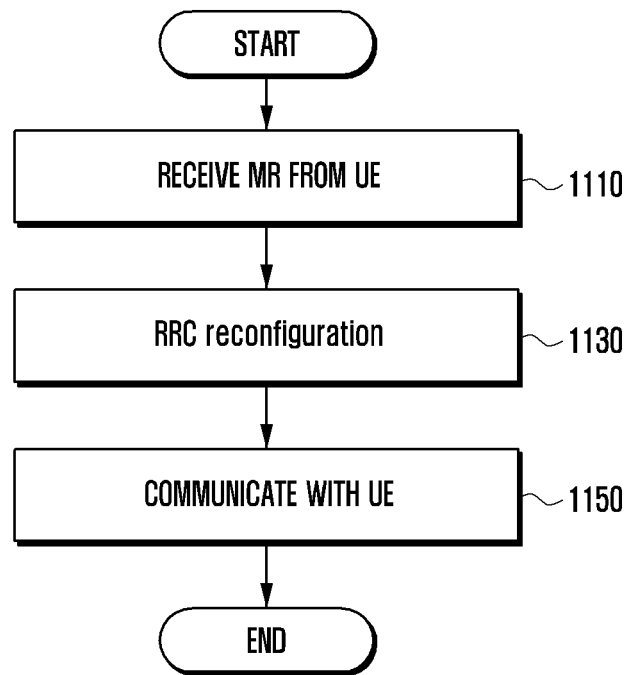 START
RECEIVE MR FROM UE
1110
RRC reconfiguration
1130
COMMUNICATE WITH UE
1150
END